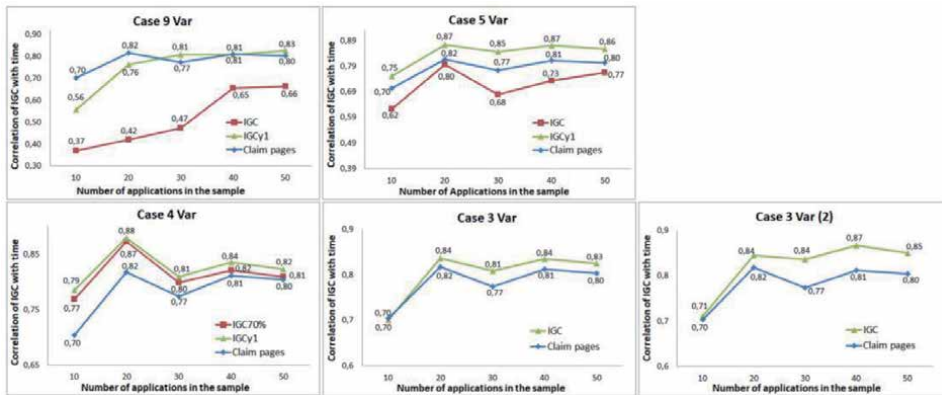 Case 9 Var
Correlation of IGC with time
0,90
0,80
0,70
0,60
0,50
0,40
0,30
0,70
0,82
0,77
0,81
0,80
0,56
0,76
0,81
0,81
0,83
0,37
0,42
0,47
0,65
0,66
IGC
IGCy1
Claim pages
10 20 30 40 50
Number of applications in the sample
Case 5 Var
Correlation of IGC with time
0,89
0,79
0,69
0,59
0,49
0,39
0,75
0,87
0,85
0,87
0,86
0,70
0,82
0,77
0,81
0,80
0,62
0,80
0,68
0,73
0,77
IGC
IGCy1
Claim pages
10 20 30 40 50
Number of Applications in the sample
Case 4 Var
Correlation of IGC with time
0,85
0,75
0,65
0,79
0,88
0,81
0,84
0,82
0,77
0,87
0,80
0,82
0,81
0,70
0,82
0,77
0,81
0,80
IGC70%
IGCy1
Claim pages
10 20 30 40 50
Number of applications in the sample
Case 3 Var
Correlation of IGC with time
0,9
0,8
0,7
0,6
0,70
0,84
0,81
0,84
0,83
0,70
0,82
0,77
0,81
0,80
IGC
Claim pages
10 20 30 40 50
Number of applications in the sample
Case 3 Var (2)
Correlation of IGC with time
0,9
0,8
0,7
0,6
0,71
0,84
0,84
0,87
0,85
0,70
0,82
0,77
0,81
0,80
IGC
Claim pages
10 20 30 40 50
Number of applications in the sample